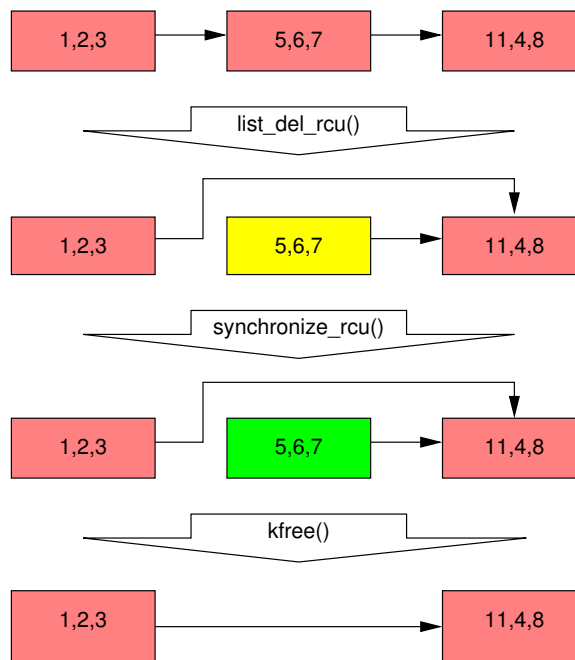 1,2,3 5,6,7 11,4,8
list_del_rcu()
1,2,3 5,6,7 11,4,8
synchronize_rcu()
1,2,3 5,6,7 11,4,8
kfree()
1,2,3 11,4,8